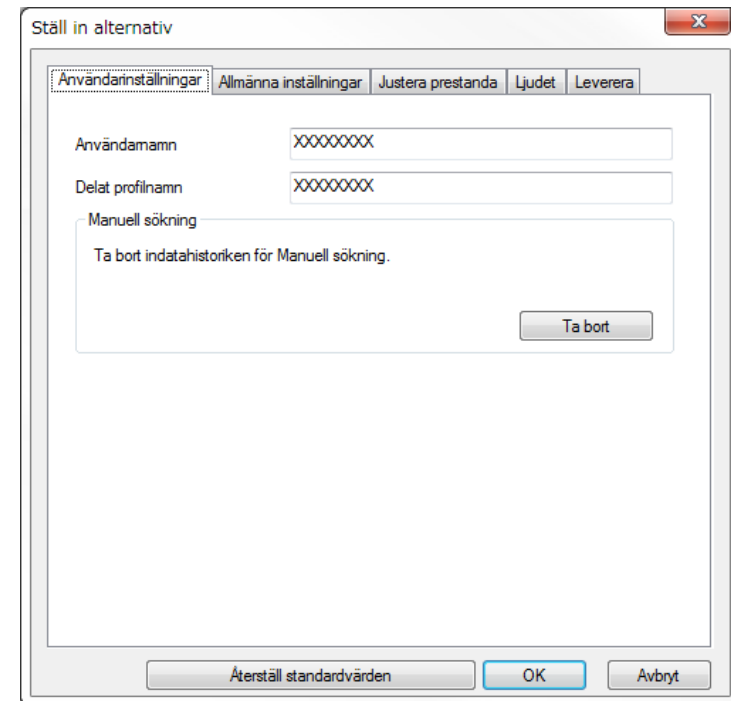 Ställ in alternativ
Användarinställningar Allmänna inställningar Justera prestanda Ljudet Leverera
Användarnamn XXXXXXXX
Delat profilnamn XXXXXXXX
Manuell sökning
Ta bort indatahistoriken för Manuell sökning.
Ta bort
Återställ standardvärden OK Avbryt